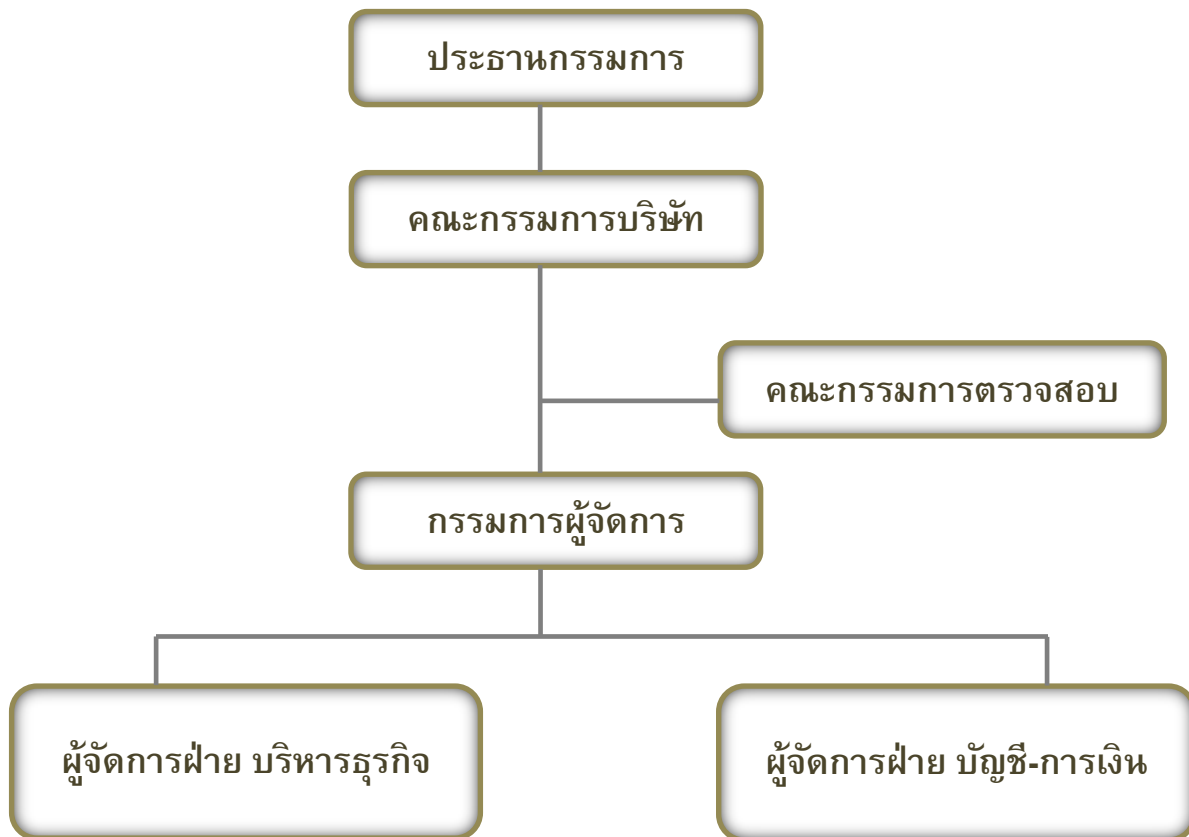 ประธานกรรมการ
คณะกรรมการบริษัท
คณะกรรมการตรวจสอบ
กรรมการผู้จัดการ
ผู้จัดการฝ่าย บริหารธุรกิจ
ผู้จัดการฝ่าย บัญชี-การเงิน